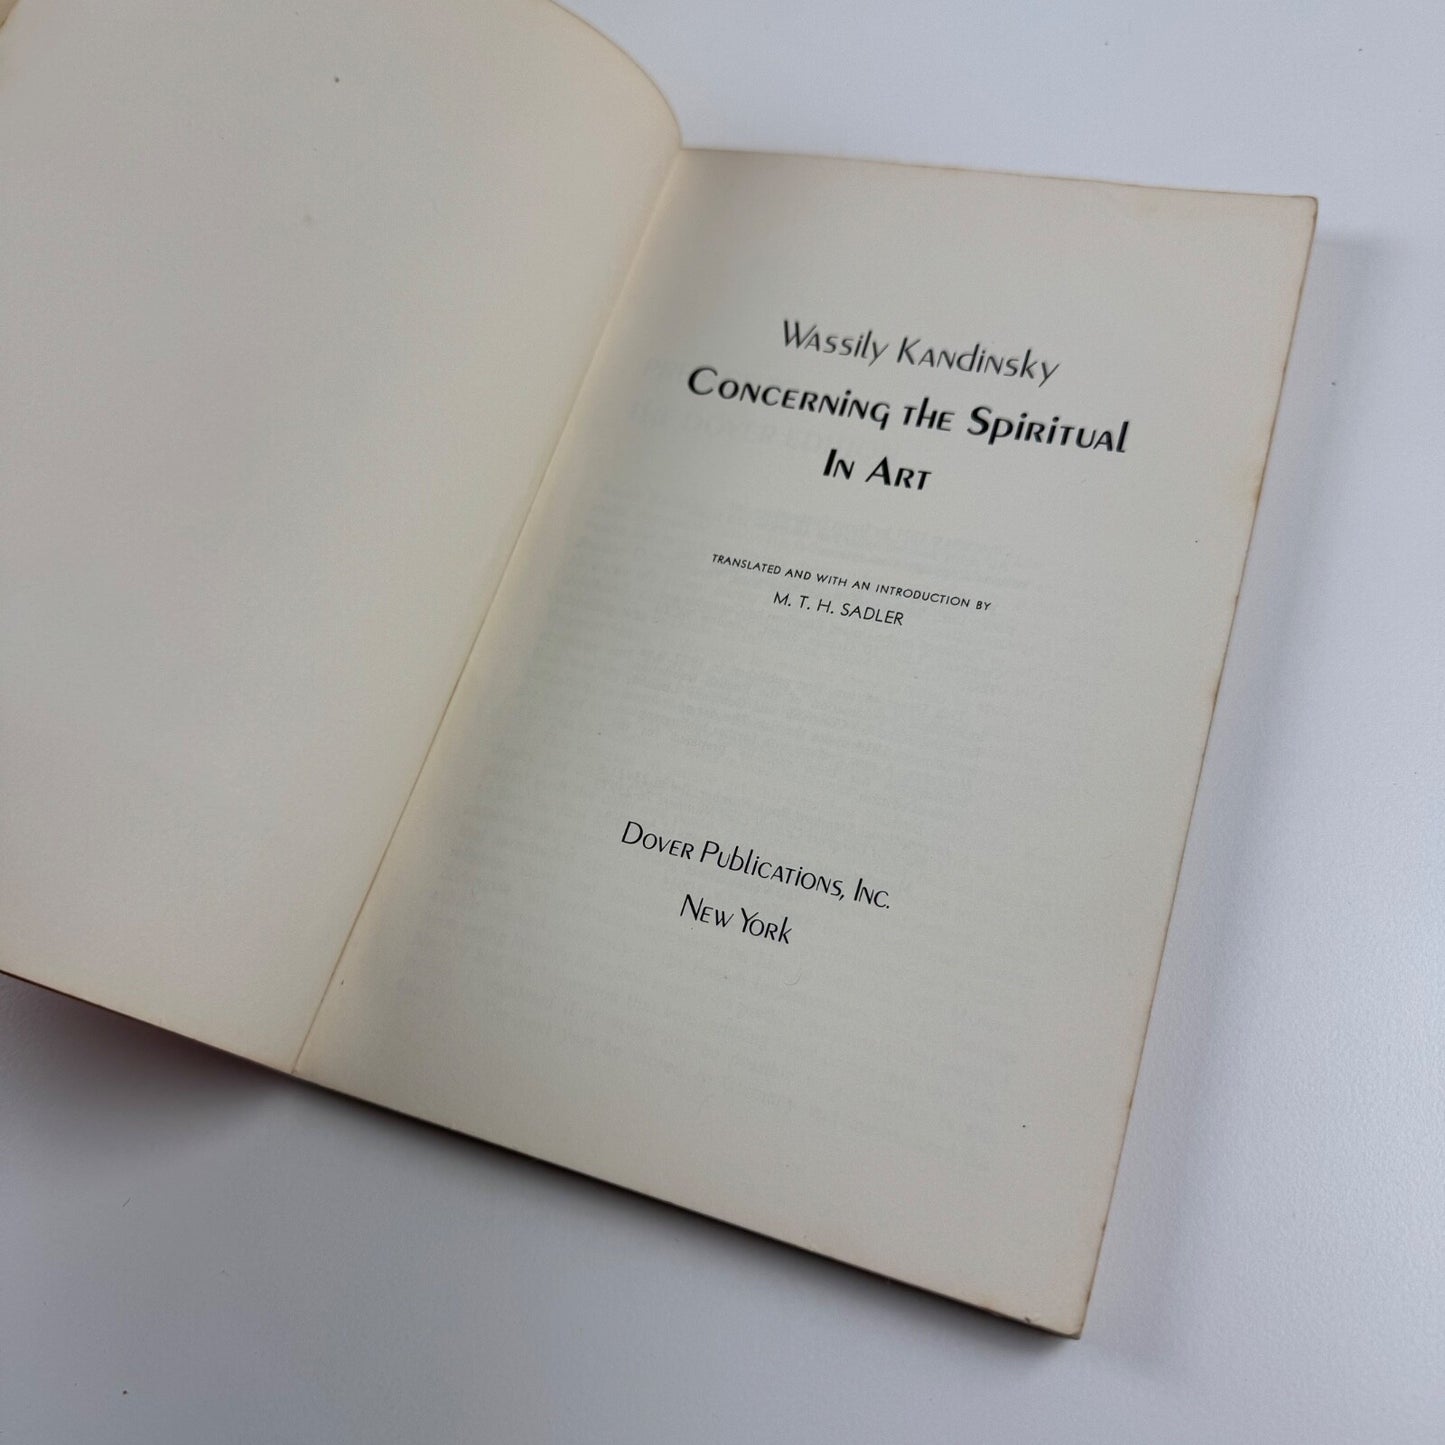 Wassily Kandinsky
Concerning the Spiritual
In Art
TRANSLATED AND WITH AN INTRODUCTION BY
M. T. H. SADLER
Dover Publications, Inc.
New York